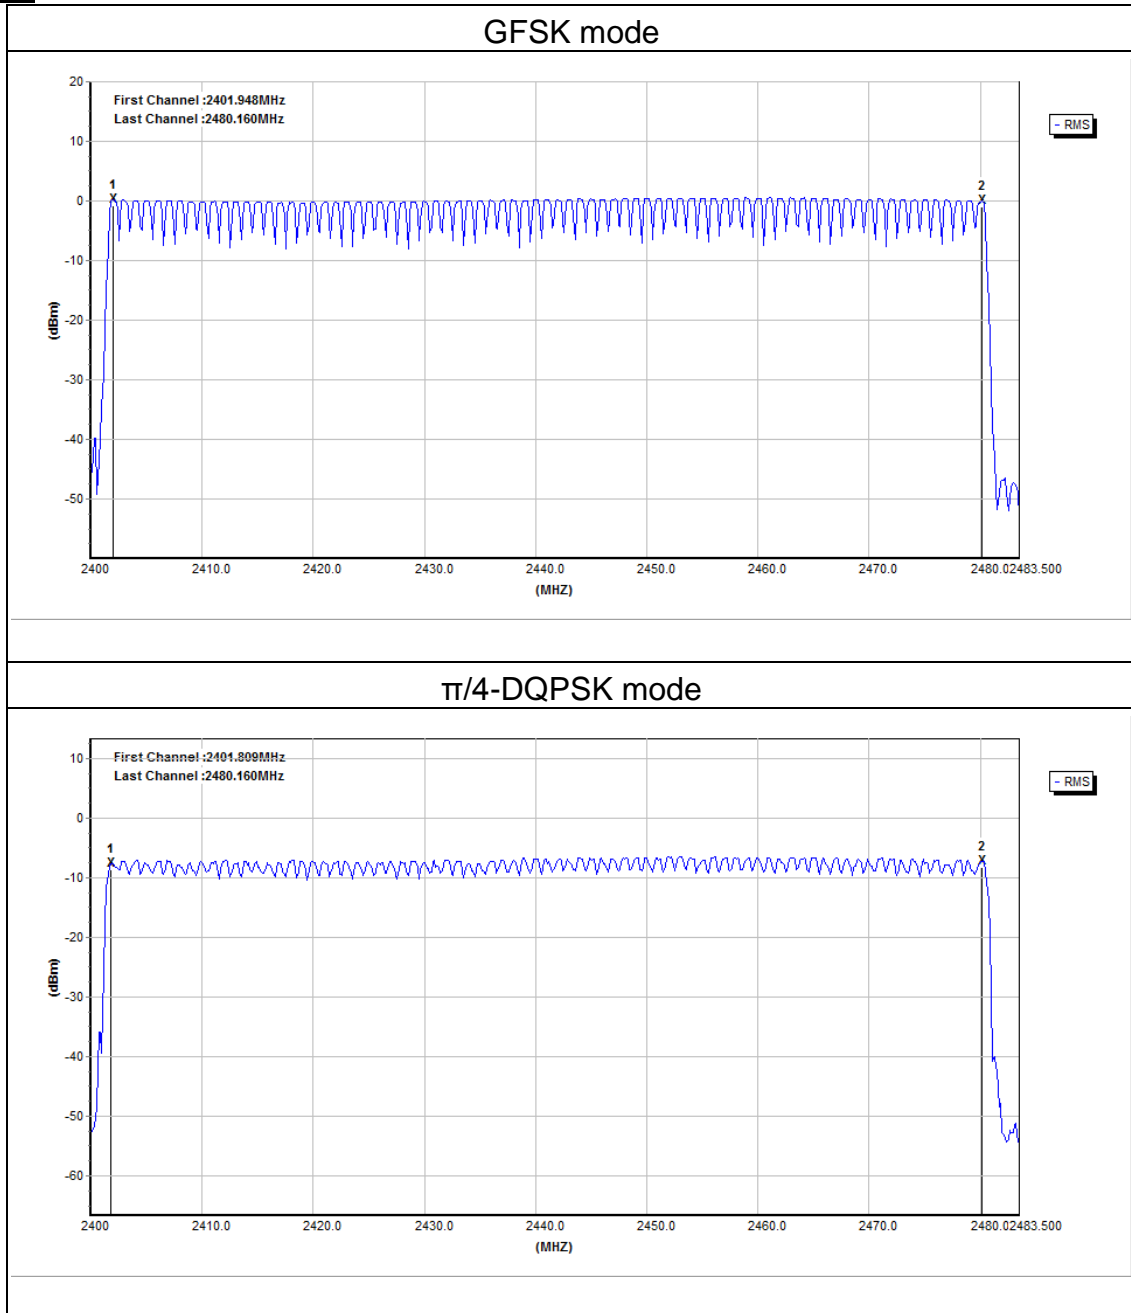 GFSK mode
First Channel :2401.948MHz
Last Channel :2480.160MHz
- RMS
20
10
0
-10
-20
-30
-40
-50
(dBm)
1
2
2400 2410.0 2420.0 2430.0 2440.0 2450.0 2460.0 2470.0 2480.02483.500
(MHZ)
π/4-DQPSK mode
First Channel :2401.809MHz
Last Channel :2480.160MHz
- RMS
10
0
-10
-20
-30
-40
-50
-60
(dBm)
1
2
2400 2410.0 2420.0 2430.0 2440.0 2450.0 2460.0 2470.0 2480.02483.500
(MHZ)